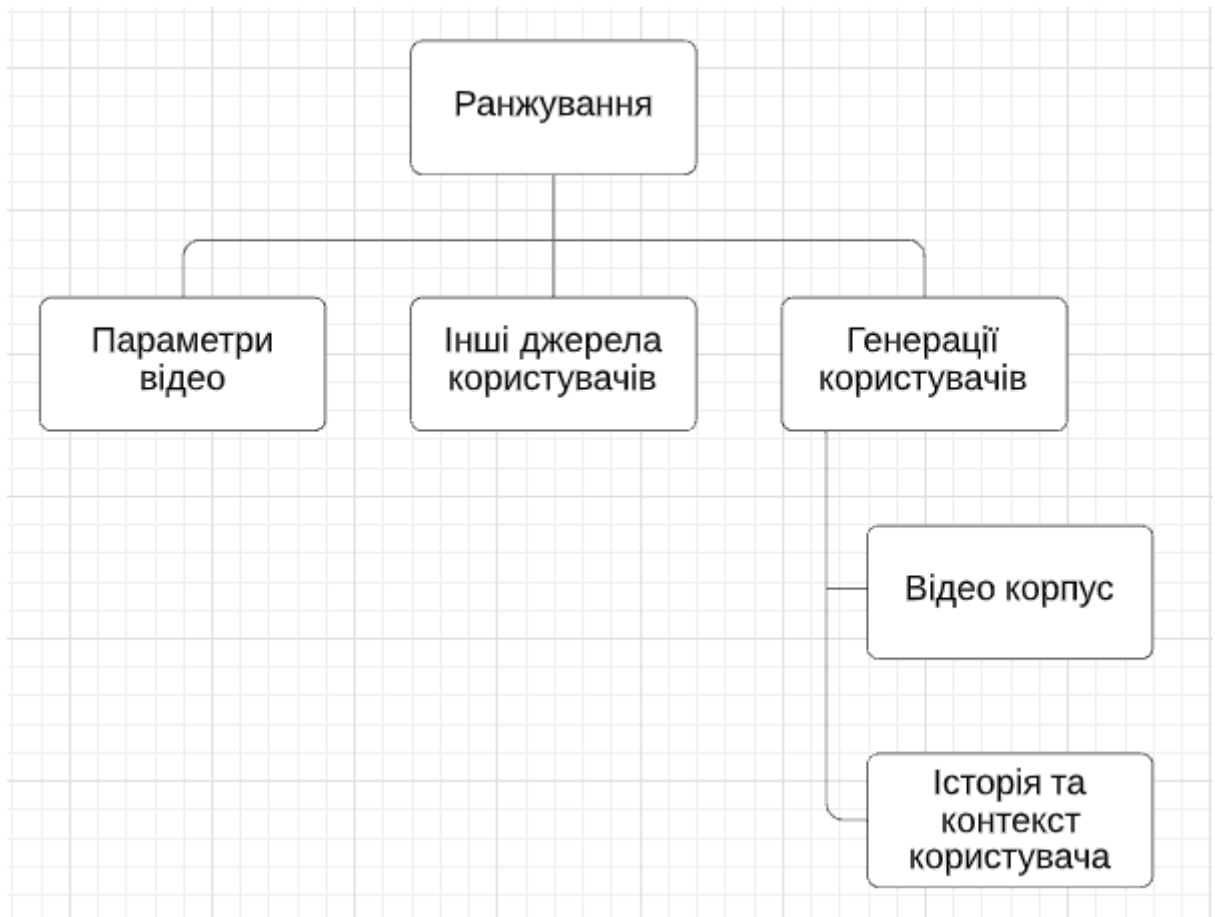 Ранжування
Параметри
відео
Інші джерела
користувачів
Генерації
користувачів
Відео корпус
Історія та
контекст
користувача